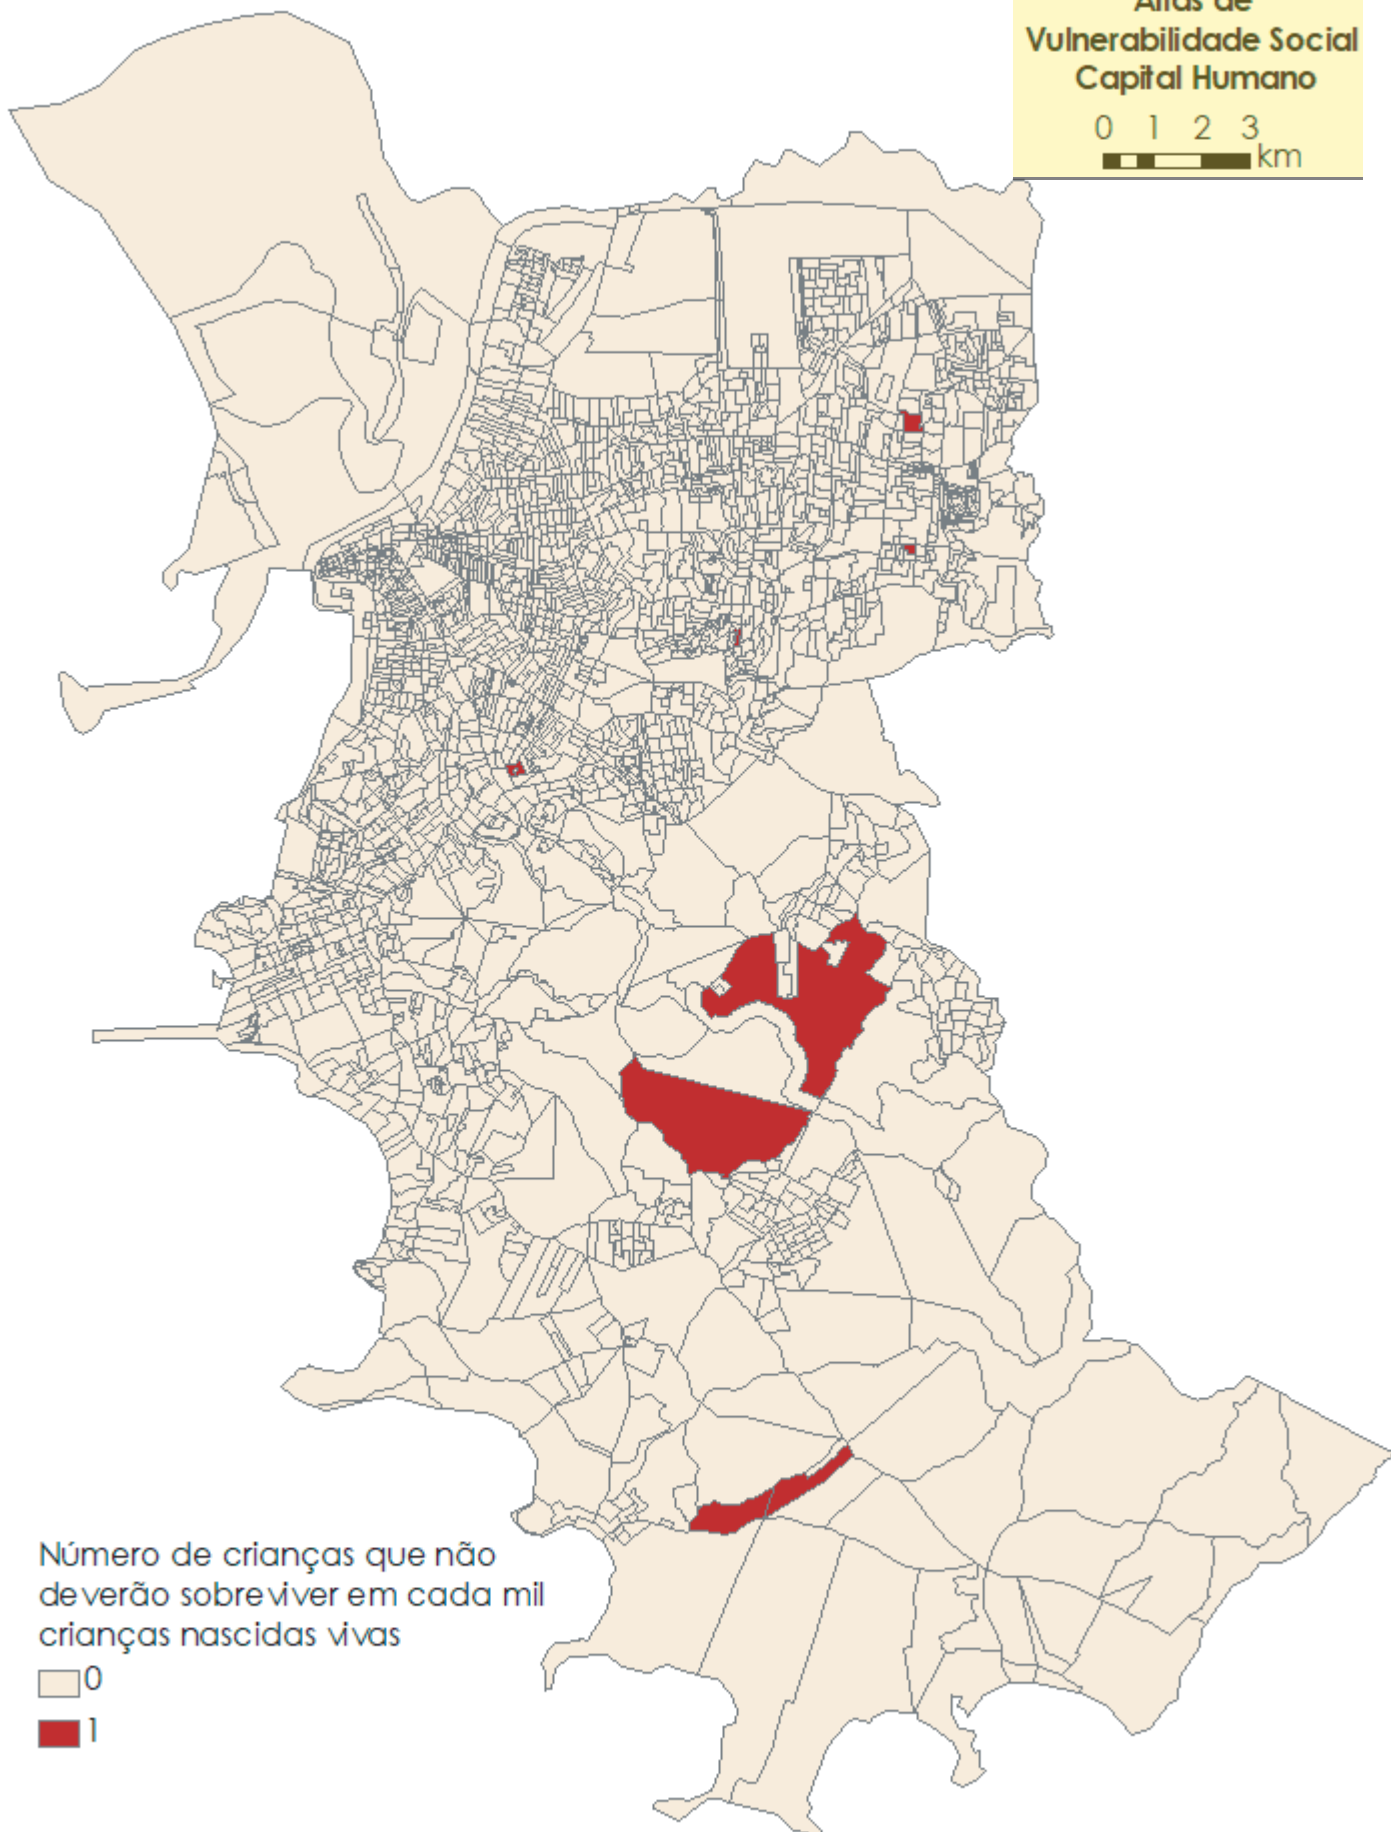 Vulnerabilidade Social
Capital Humano
0 1 2 3
km
Número de crianças que não
deverão sobreviver em cada mil
crianças nascidas vivas
0
1